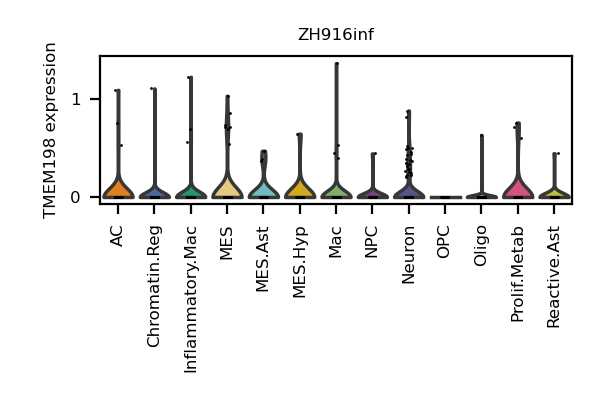 ZH916inf
TMEM198 expression
1
0
AC
Chromatin.Reg
Inflammatory.Mac
MES
MES.Ast
MES.Hyp
Mac
NPC
Neuron
OPC
Oligo
Prolif.Metab
Reactive.Ast